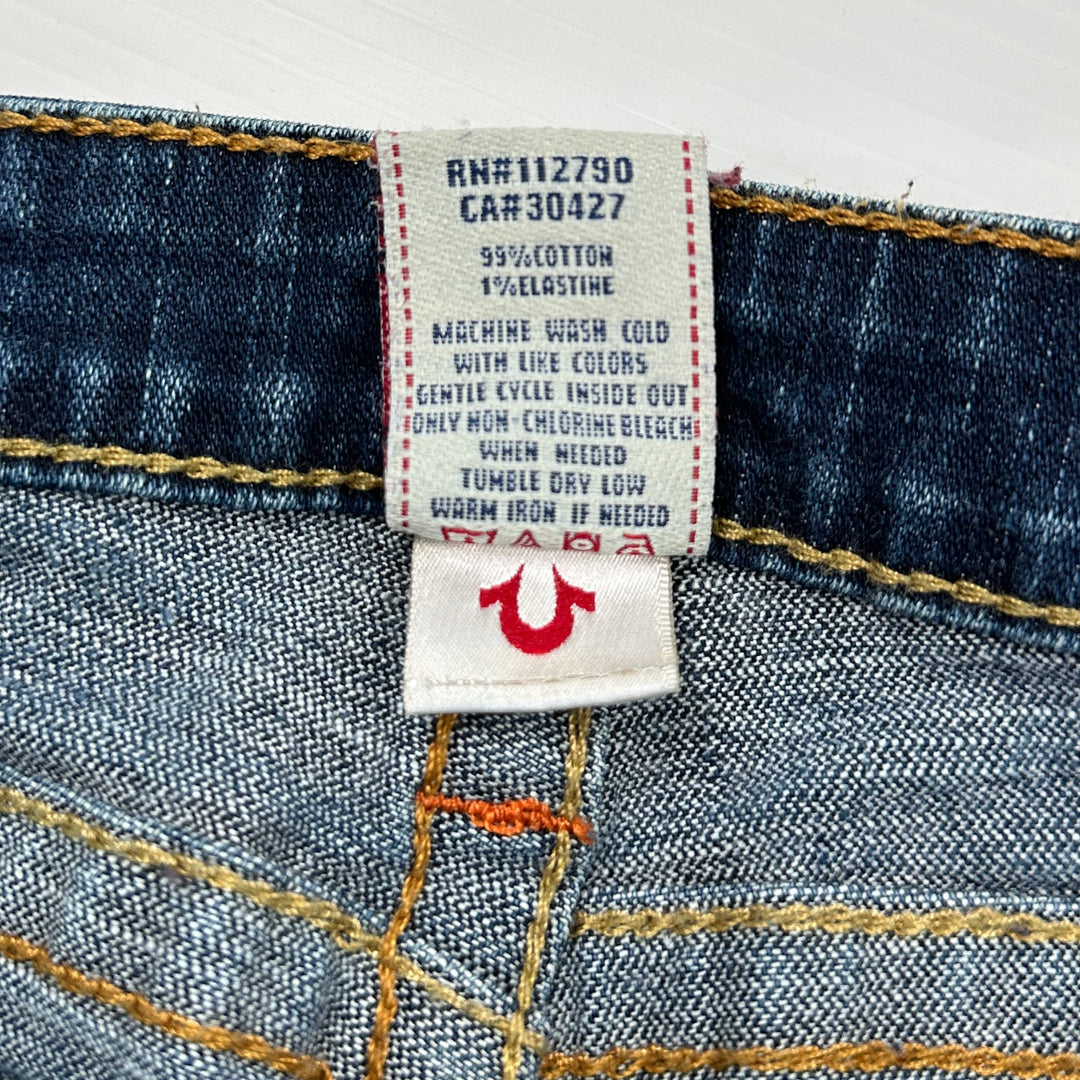 RN#112790
CA#30427
99%COTTON
1%ELASTINE
MACHINE WASH COLD
WITH LIKE COLORS
GENTLE CYCLE INSIDE OUT
ONLY NON-CHLORINE BLEACH
WHEN NEEDED
TUMBLE DRY LOW
WARM IRON IF NEEDED